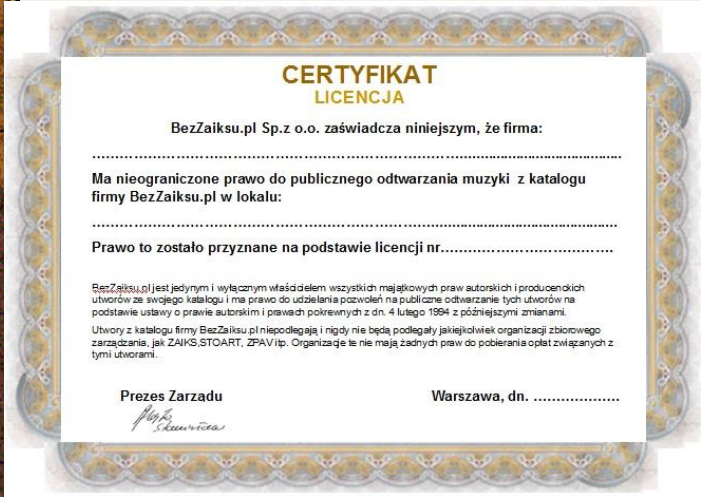 CERTYFIKAT
LICENCJA
BezZaiksu.pl Sp.z o.o. zaświadcza niniejszym, że firma:
........................................................................................................
Ma nieograniczone prawo do publicznego odtwarzania muzyki z katalogu
firmy BezZaiksu.pl w lokalu:
........................................................................................................
Prawo to zostało przyznane na podstawie licencji nr....................................
BezZaiksu.pl jest jedynym i wyłącznym właścicielem wszystkich majątkowych praw autorskich i producenckich
utworów ze swojego katalogu i ma prawo do udzielania pozwoleń na publiczne odtwarzanie tych utworów na
podstawie ustawy o prawie autorskim i prawach pokrewnych z dn. 4 lutego 1994 z późniejszymi zmianami.
Utwory z katalogu firmy BezZaiksu.pl niepodlegają i nigdy nie będą podlegały jakiejkolwiek organizacji zbiorowego
zarządzania, jak ZAIKS,STOART, ZPAV itp. Organizacje te nie mają żadnych praw do pobierania opłat związanych z
tymi utworami.
Prezes Zarządu
Warszawa, dn. ...................